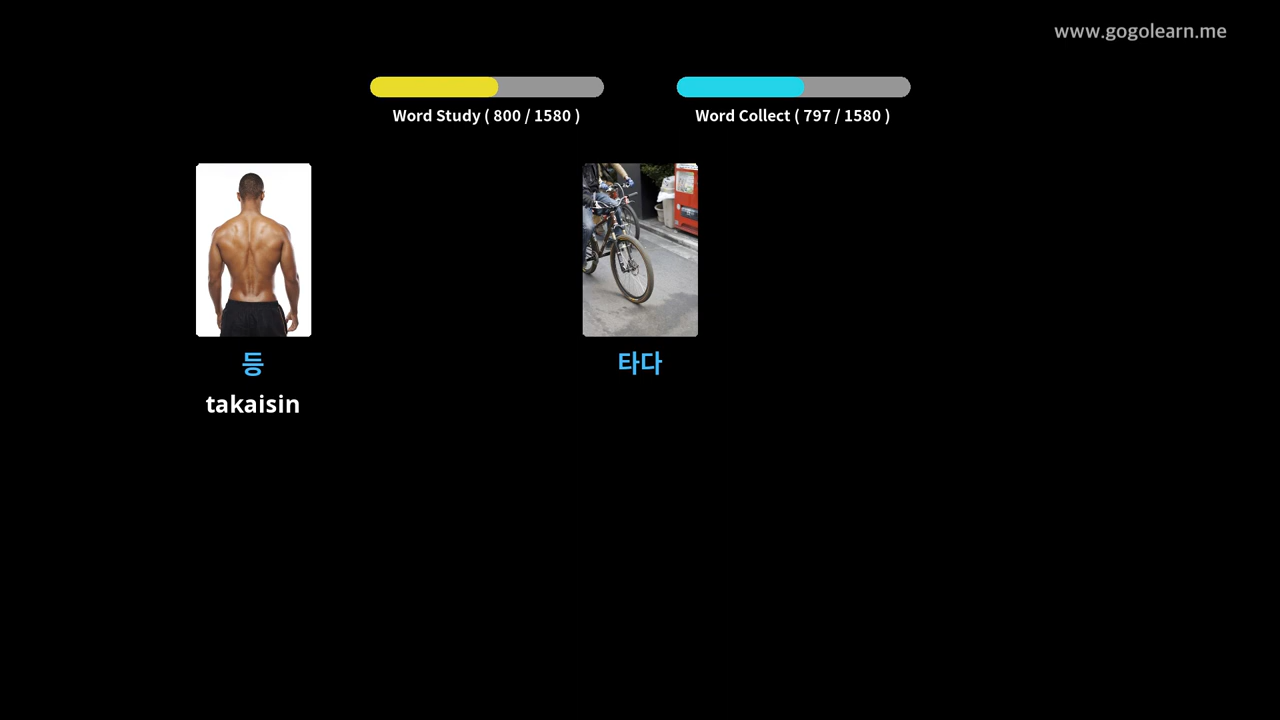 www.gogolearn.me
Word Study ( 800 / 1580 )
Word Collect ( 797 / 1580 )
등
타다
takaisin